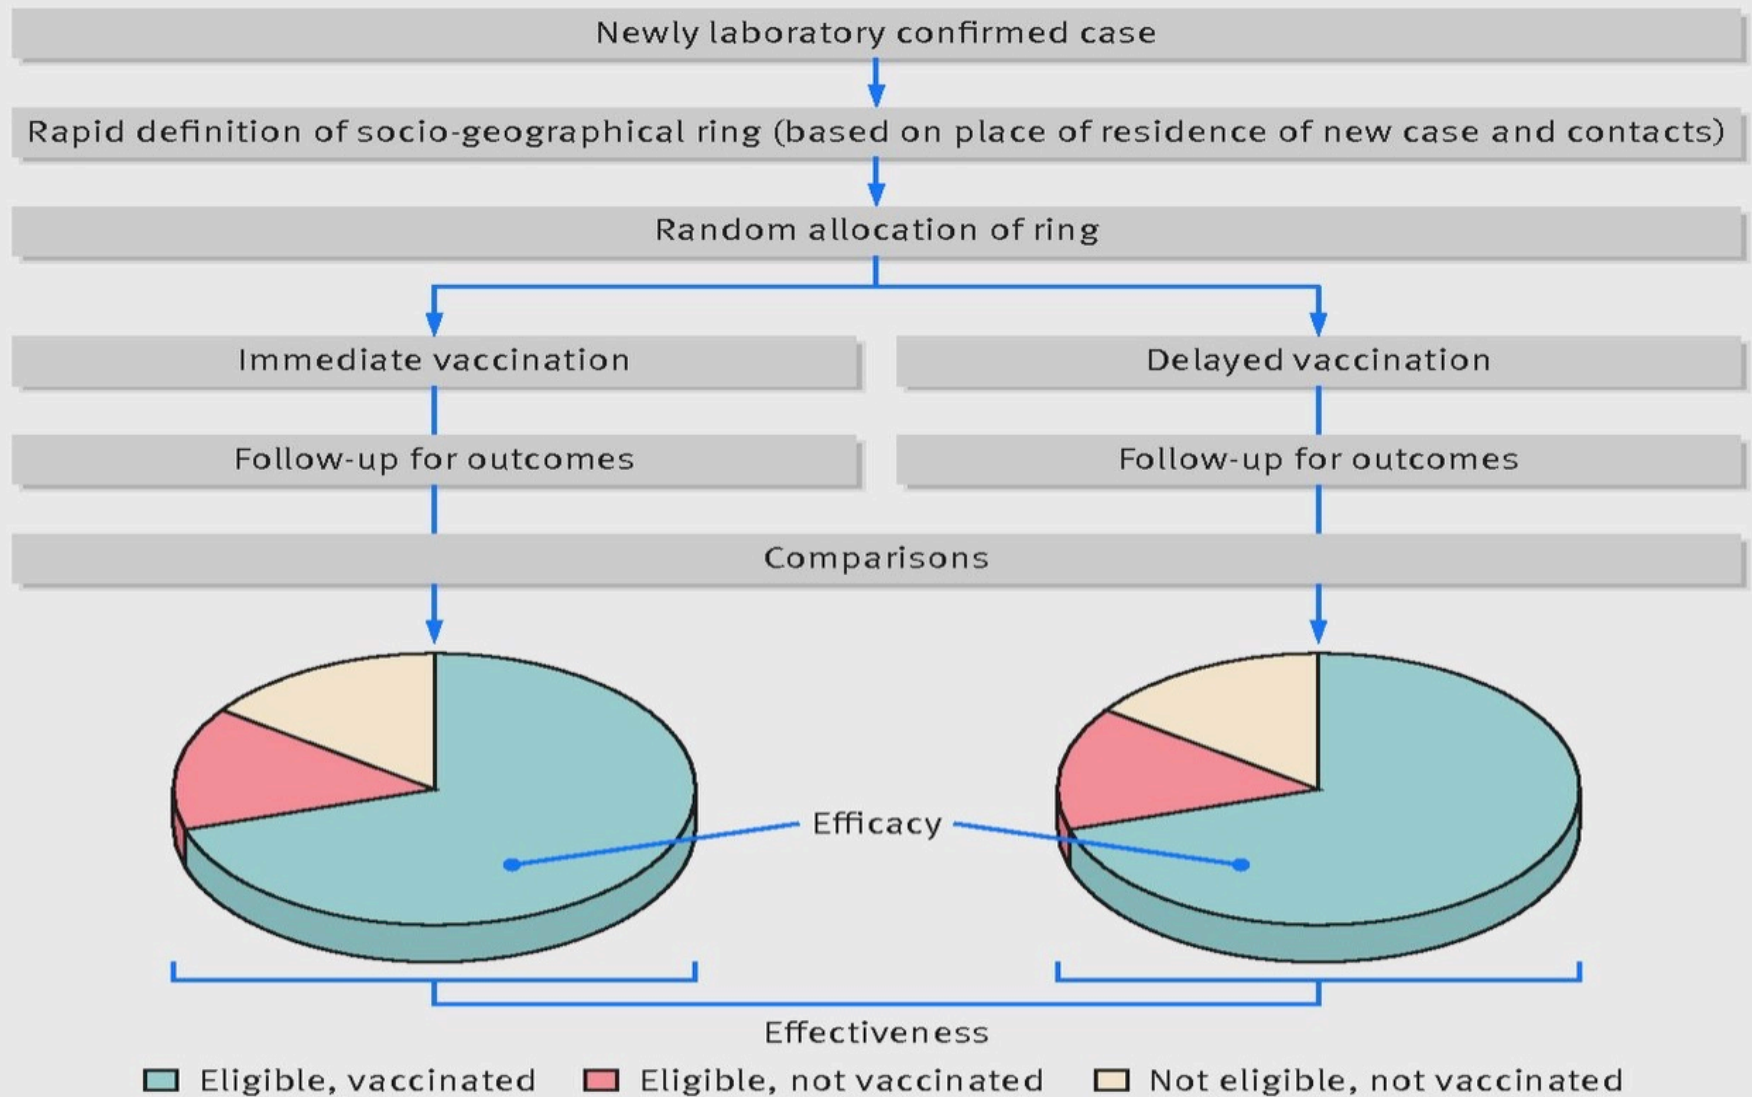 Newly laboratory confirmed case
Rapid definition of socio-geographical ring (based on place of residence of new case and contacts)
Random allocation of ring
Immediate vaccination
Delayed vaccination
Follow-up for outcomes
Follow-up for outcomes
Comparisons
Efficacy
Effectiveness
Eligible, vaccinated
Eligible, not vaccinated
Not eligible, not vaccinated